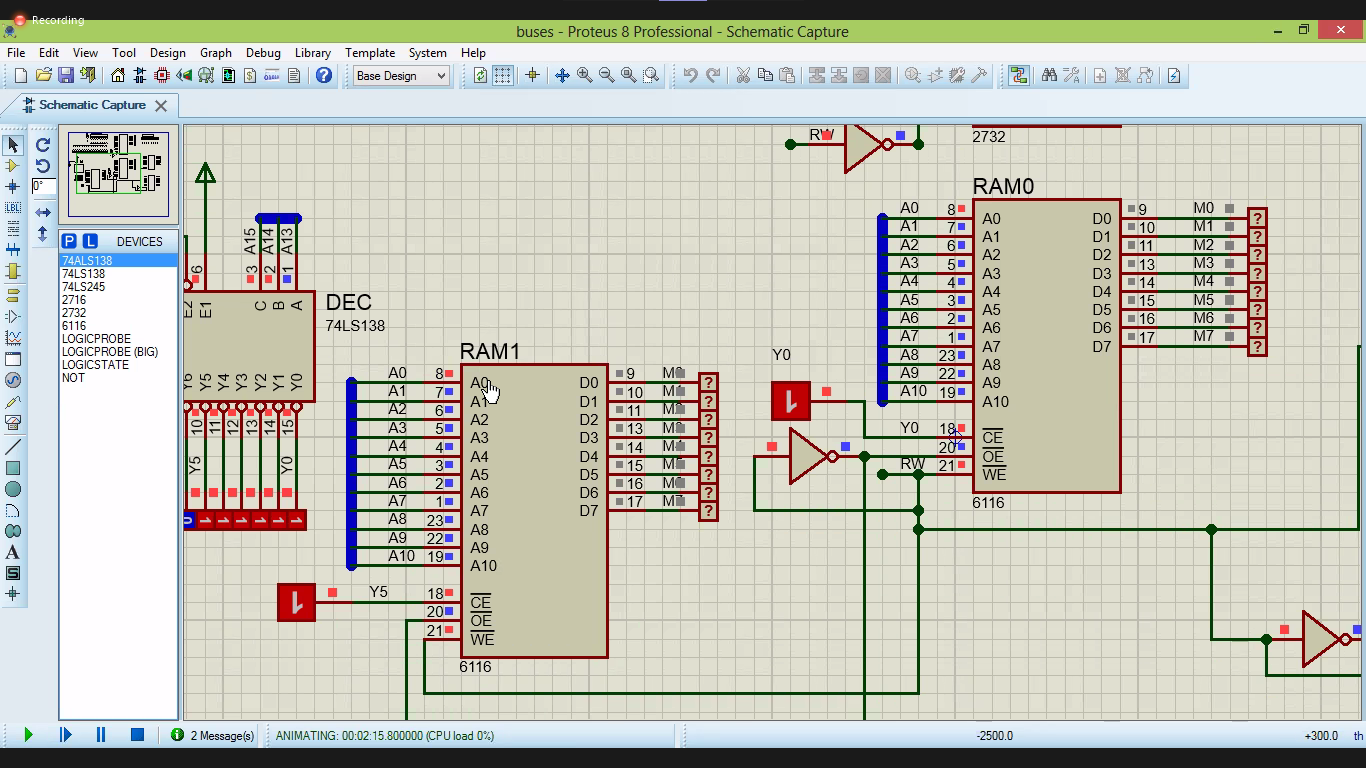 Recording
buses - Proteus 8 Professional - Schematic Capture
File Edit View Tool Design Graph Debug Library Template System Help
Base Design
Schematic Capture
0°
P L DEVICES
74ALS138
74LS138
74LS245
2716
2732
6116
LOGICPROBE
LOGICPROBE (BIG)
LOGICSTATE
NOT
LBL
A
S
RW
2732
A15 A14 A13
3 2 1
6
E2 E1 C B A
DEC
74LS138
Y6 Y5 Y4 Y3 Y2 Y1 Y0
10 11 12 13 14 15
Y5 Y0
0 1 1 1 1 1 1
RAM1
A0 8 A0 D0 9 M0 ?
A1 7 A1 D1 10 M1 ?
A2 6 A2 D2 11 M2 ?
A3 5 A3 D3 13 M3 ?
A4 4 A4 D4 14 M4 ?
A5 3 A5 D5 15 M5 ?
A6 2 A6 D6 16 M6 ?
A7 1 A7 D7 17 M7 ?
A8 23 A8
A9 22 A9
A10 19 A10
1 Y5 18 CE
20 OE
21 WE
6116
RAM0
A0 8 A0 D0 9 M0 ?
A1 7 A1 D1 10 M1 ?
A2 6 A2 D2 11 M2 ?
A3 5 A3 D3 13 M3 ?
A4 4 A4 D4 14 M4 ?
A5 3 A5 D5 15 M5 ?
A6 2 A6 D6 16 M6 ?
A7 1 A7 D7 17 M7 ?
A8 23 A8
A9 22 A9
A10 19 A10
Y0
1
Y0 18 CE
20 OE
RW 21 WE
6116
2 Message(s) ANIMATING: 00:02:15.800000 (CPU load 0%) -2500.0 +300.0 th